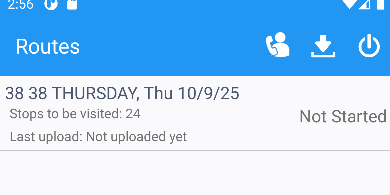 2:56
Routes
38 38 THURSDAY, Thu 10/9/25
Stops to be visited: 24
Not Started
Last upload: Not uploaded yet